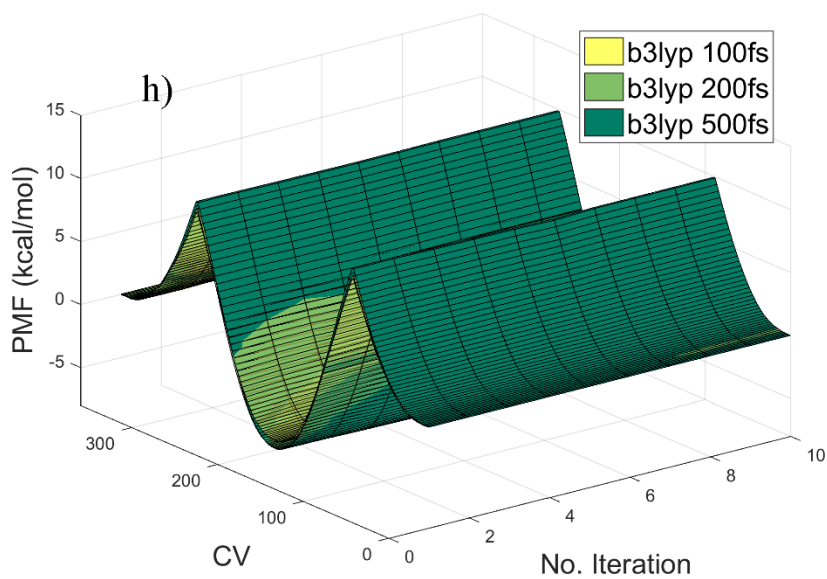 h)
b3lyp 100fs
b3lyp 200fs
b3lyp 500fs
15
10
5
0
-5
PMF (kcal/mol)
300
200
100
0
CV
0
2
4
6
8
10
No. Iteration